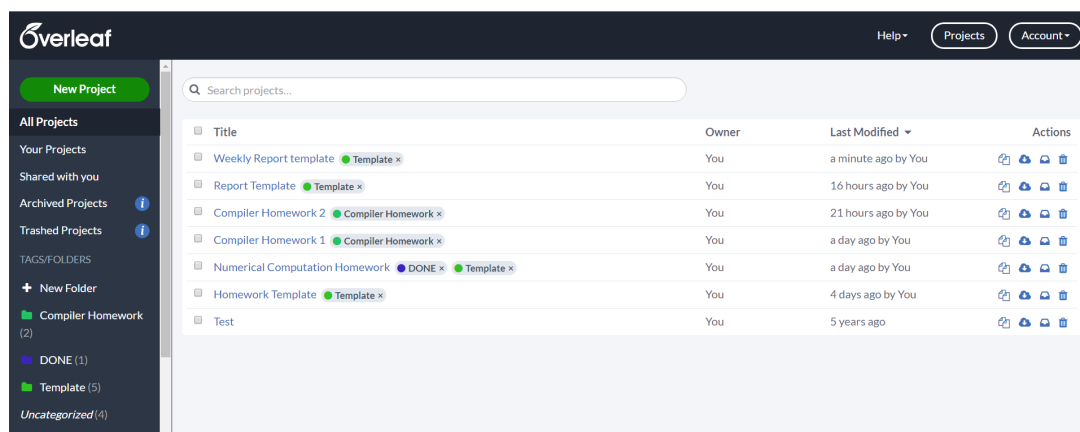 Overleaf
Help
Projects
Account
New Project
All Projects
Your Projects
Shared with you
Archived Projects i
Trashed Projects i
TAGS/FOLDERS
+ New Folder
Compiler Homework
(2)
DONE (1)
Template (5)
Uncategorized (4)
Search projects...
Title Owner Last Modified Actions
Weekly Report template Template × You a minute ago by You
Report Template Template × You 16 hours ago by You
Compiler Homework 2 Compiler Homework × You 21 hours ago by You
Compiler Homework 1 Compiler Homework × You a day ago by You
Numerical Computation Homework DONE × Template × You a day ago by You
Homework Template Template × You 4 days ago by You
Test You 5 years ago